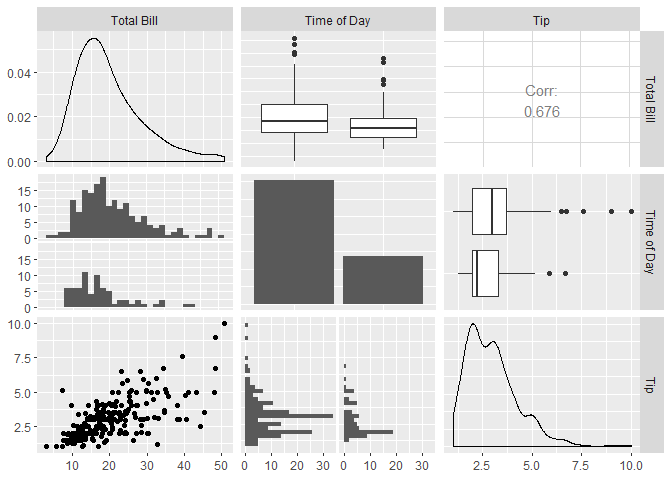 Total Bill
Time of Day
Tip
0.04
0.02
0.00
Corr:
0.676
Total Bill
15
10
5
0
15
10
5
0
Time of Day
10.0
7.5
5.0
2.5
Tip
10 20 30 40 50
0 10 20 30
0 10 20 30
2.5 5.0 7.5 10.0